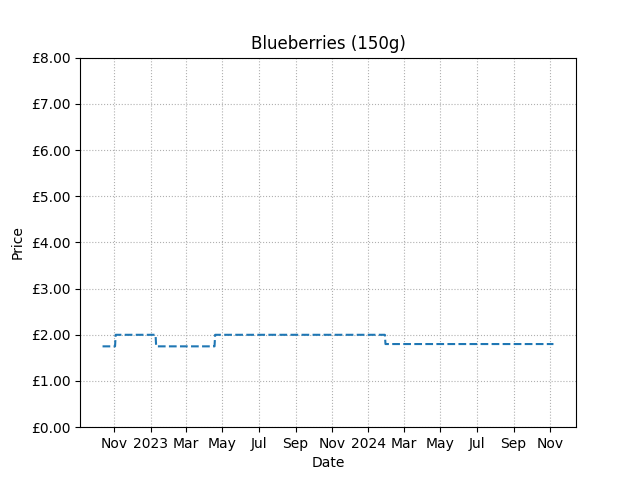 Blueberries (150g)
£8.00
£7.00
£6.00
£5.00
£4.00
£3.00
£2.00
£1.00
£0.00
Price
Nov 2023 Mar May Jul Sep Nov 2024 Mar May Jul Sep Nov
Date